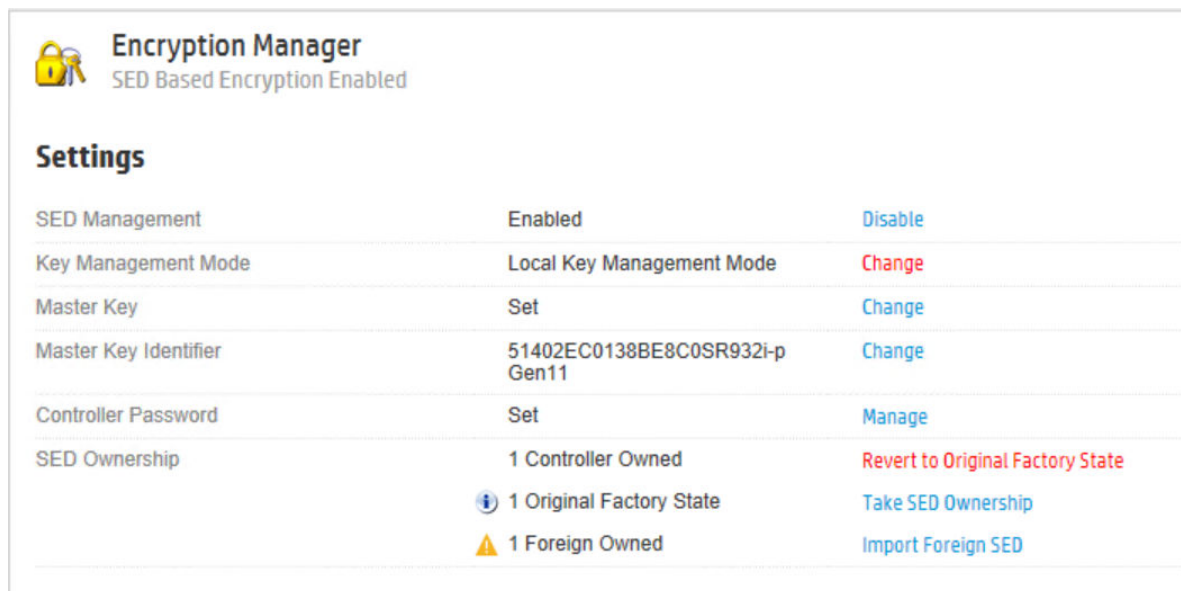 Encryption Manager
SED Based Encryption Enabled
Settings
SED Management Enabled Disable
Key Management Mode Local Key Management Mode Change
Master Key Set Change
Master Key Identifier 51402EC0138BE8C0SR932i-p Change
Gen11
Controller Password Set Manage
SED Ownership 1 Controller Owned Revert to Original Factory State
1 Original Factory State Take SED Ownership
1 Foreign Owned Import Foreign SED